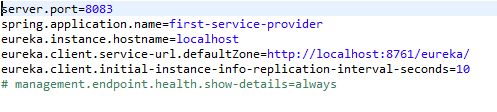 server.port=8083
spring.application.name=first-service-provider
eureka.instance.hostname=localhost
eureka.client.service-url.defaultZone=http://localhost:8761/eureka/
eureka.client.initial-instance-info-replication-interval-seconds=10
# management.endpoint.health.show-details=always